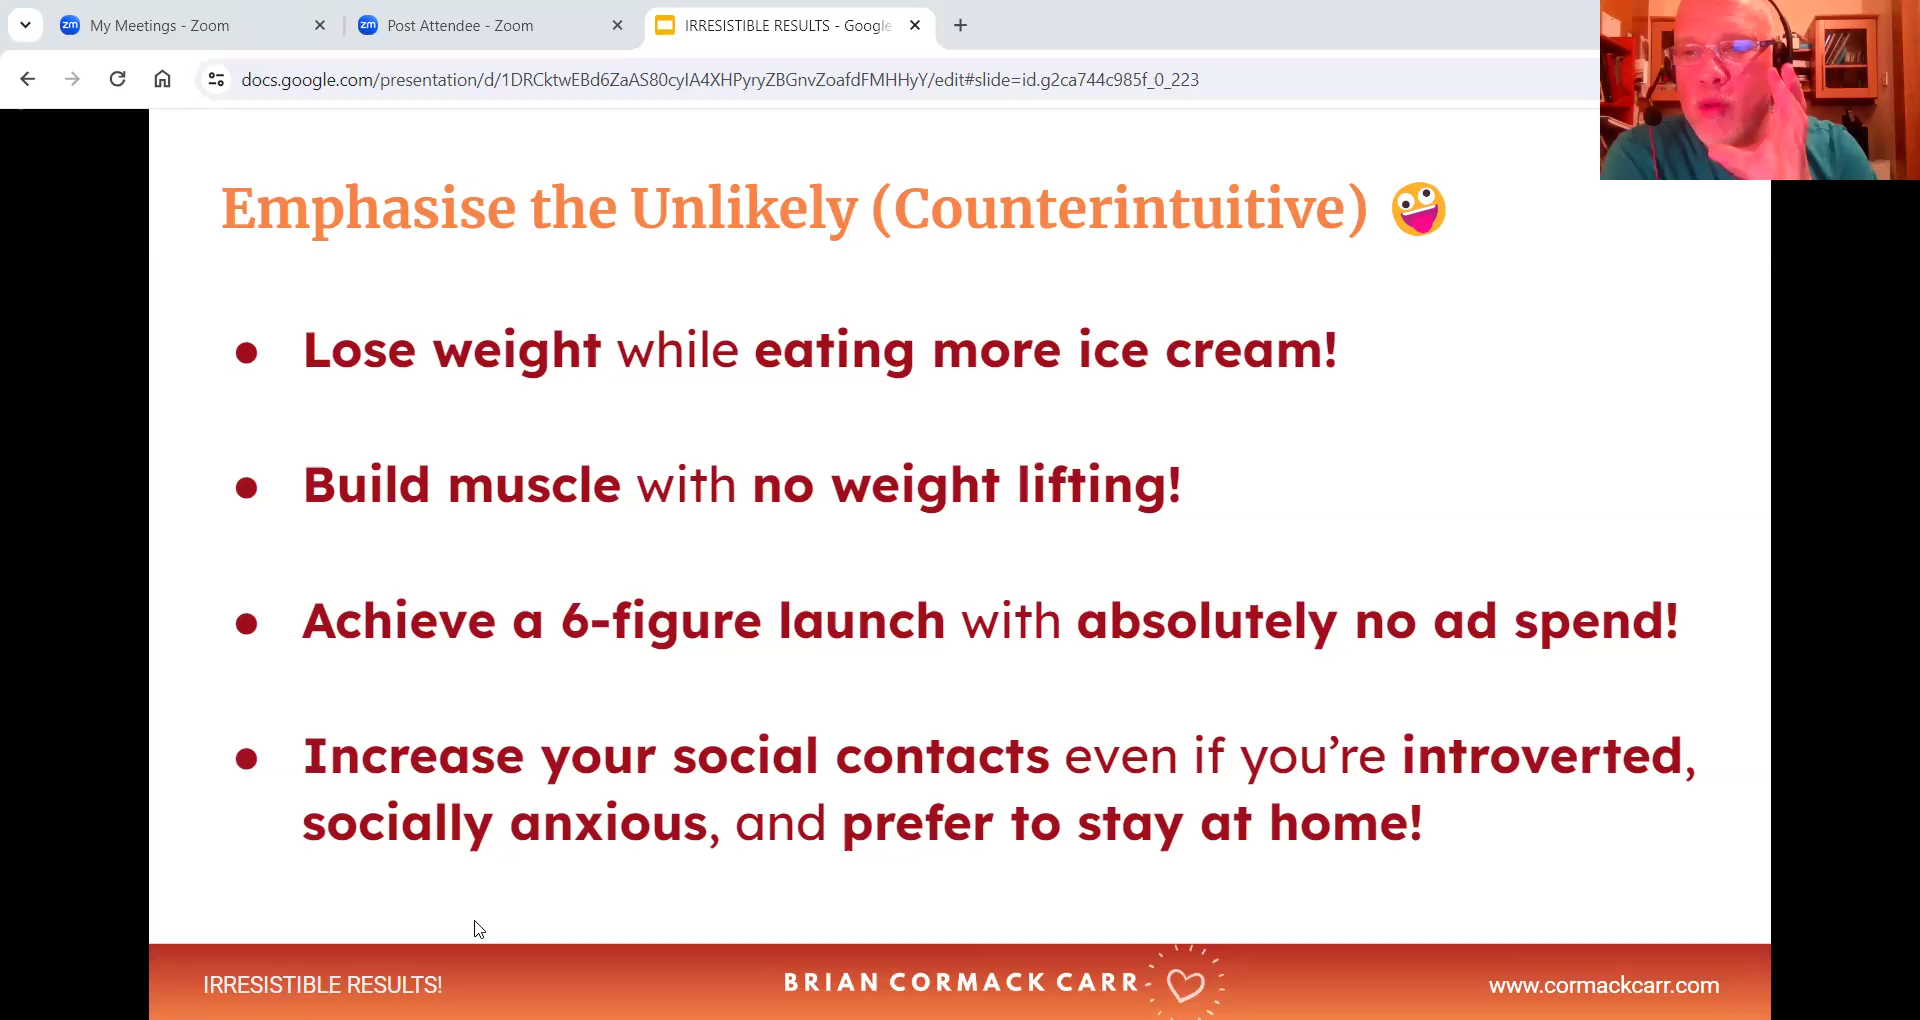 My Meetings - Zoom
Post Attendee - Zoom
IRRESISTIBLE RESULTS - Google
docs.google.com/presentation/d/1DRCktwEBd6ZaAS80cyIA4XHPyryZBGnvZoafdFMHHyY/edit#slide=id.g2ca744c985f_0_223
Emphasise the Unlikely (Counterintuitive) 🤪
● Lose weight while eating more ice cream!
● Build muscle with no weight lifting!
● Achieve a 6-figure launch with absolutely no ad spend!
● Increase your social contacts even if you’re introverted,
socially anxious, and prefer to stay at home!
IRRESISTIBLE RESULTS!
BRIAN CORMACK CARR
www.cormackcarr.com